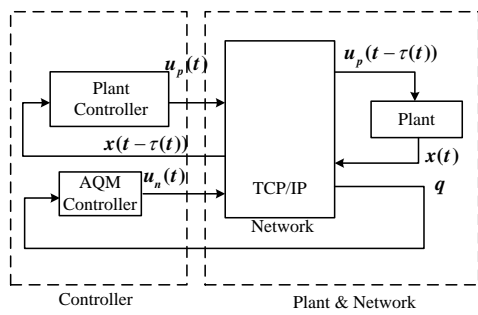 u_p(t)
u_p(t − τ(t))
Plant
Controller
Plant
x(t − τ(t))
x(t)
AQM
Controller
u_n(t)
TCP/IP
q
Network
Controller
Plant & Network